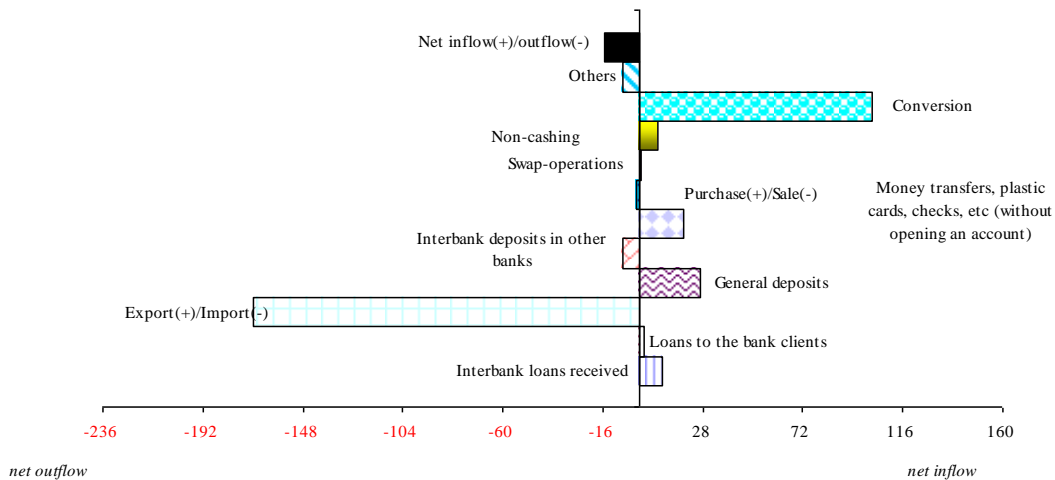 Net inflow(+)/outflow(-)
Others
Conversion
Non-cashing
Swap-operations
Purchase(+)/Sale(-)
Money transfers, plastic
cards, checks, etc (without
opening an account)
Interbank deposits in other
banks
General deposits
Export(+)/Import(-)
Loans to the bank clients
Interbank loans received
-236 -192 -148 -104 -60 -16 28 72 116 160
net outflow net inflow